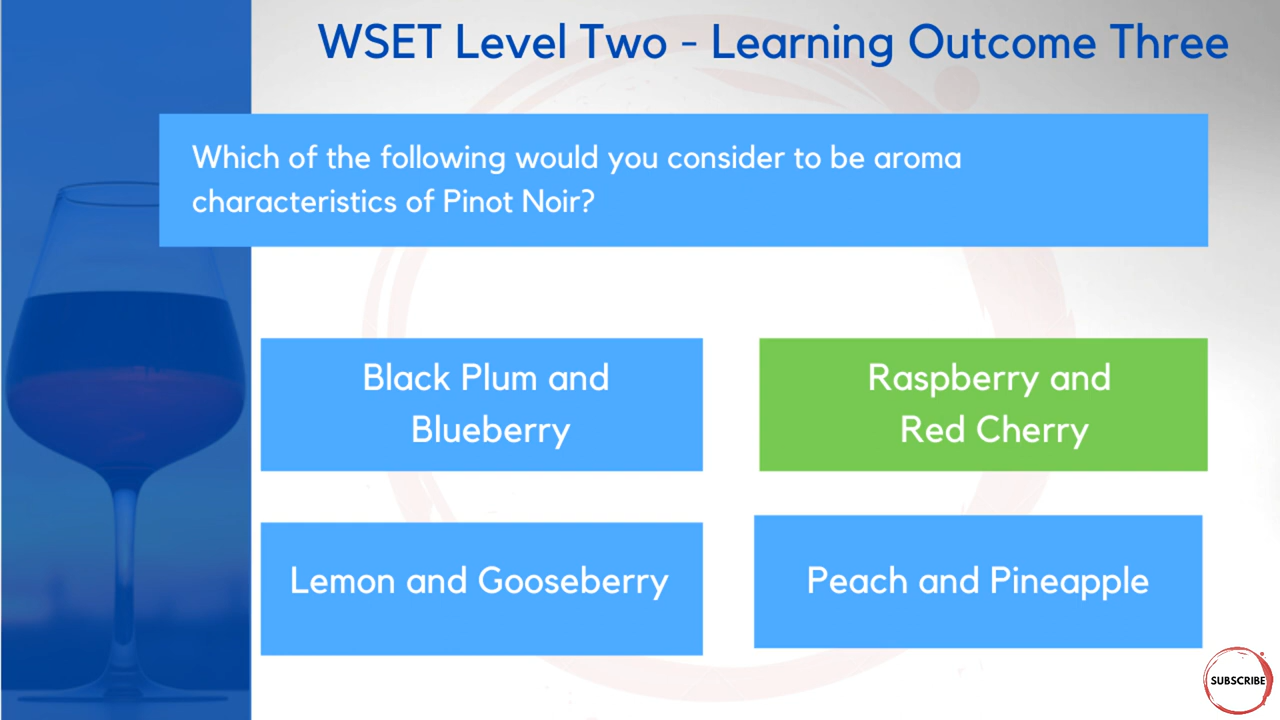 WSET Level Two - Learning Outcome Three
Which of the following would you consider to be aroma
characteristics of Pinot Noir?
Black Plum and
Blueberry
Raspberry and
Red Cherry
Lemon and Gooseberry
Peach and Pineapple
SUBSCRIBE